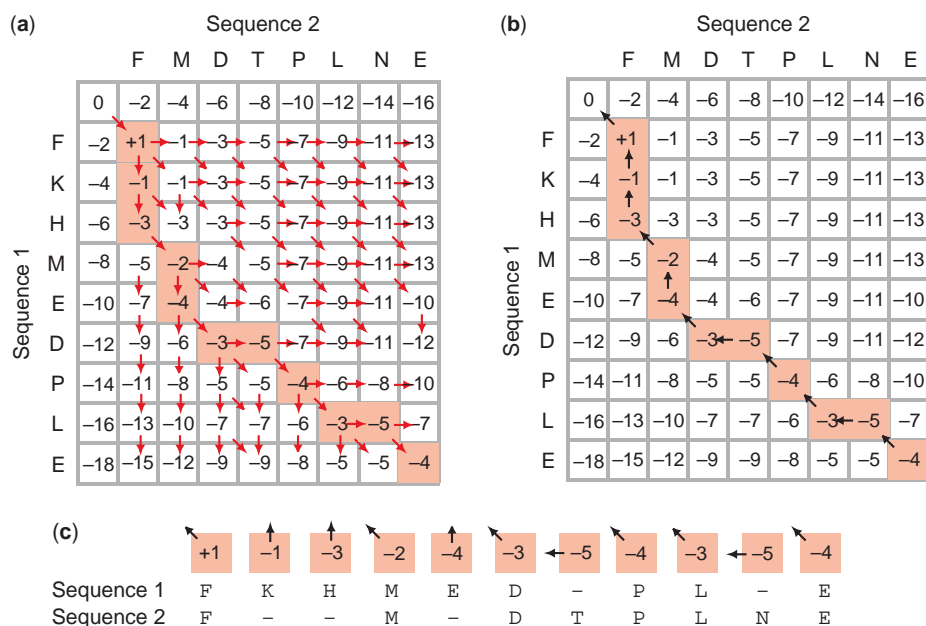 (a) Sequence 2
F M D T P L N E
0 –2 –4 –6 –8 –10 –12 –14 –16
F –2 +1 –1 –3 –5 –7 –9 –11 –13
K –4 –1 –1 –3 –5 –7 –9 –11 –13
H –6 –3 –3 –3 –5 –7 –9 –11 –13
M –8 –5 –2 –4 –5 –7 –9 –11 –13
E –10 –7 –4 –4 –6 –7 –9 –11 –10
D –12 –9 –6 –3 –5 –7 –9 –11 –12
P –14 –11 –8 –5 –5 –4 –6 –8 –10
L –16 –13 –10 –7 –7 –6 –3 –5 –7
E –18 –15 –12 –9 –9 –8 –5 –5 –4
Sequence 1
(b) Sequence 2
F M D T P L N E
0 –2 –4 –6 –8 –10 –12 –14 –16
F –2 +1 –1 –3 –5 –7 –9 –11 –13
K –4 –1 –1 –3 –5 –7 –9 –11 –13
H –6 –3 –3 –3 –5 –7 –9 –11 –13
M –8 –5 –2 –4 –5 –7 –9 –11 –13
E –10 –7 –4 –4 –6 –7 –9 –11 –10
D –12 –9 –6 –3 –5 –7 –9 –11 –12
P –14 –11 –8 –5 –5 –4 –6 –8 –10
L –16 –13 –10 –7 –7 –6 –3 –5 –7
E –18 –15 –12 –9 –9 –8 –5 –5 –4
Sequence 1
(c) +1 –1 –3 –2 –4 –3 –5 –4 –3 –5 –4
Sequence 1 F K H M E D - P L - E
Sequence 2 F - - M - D T P L N E